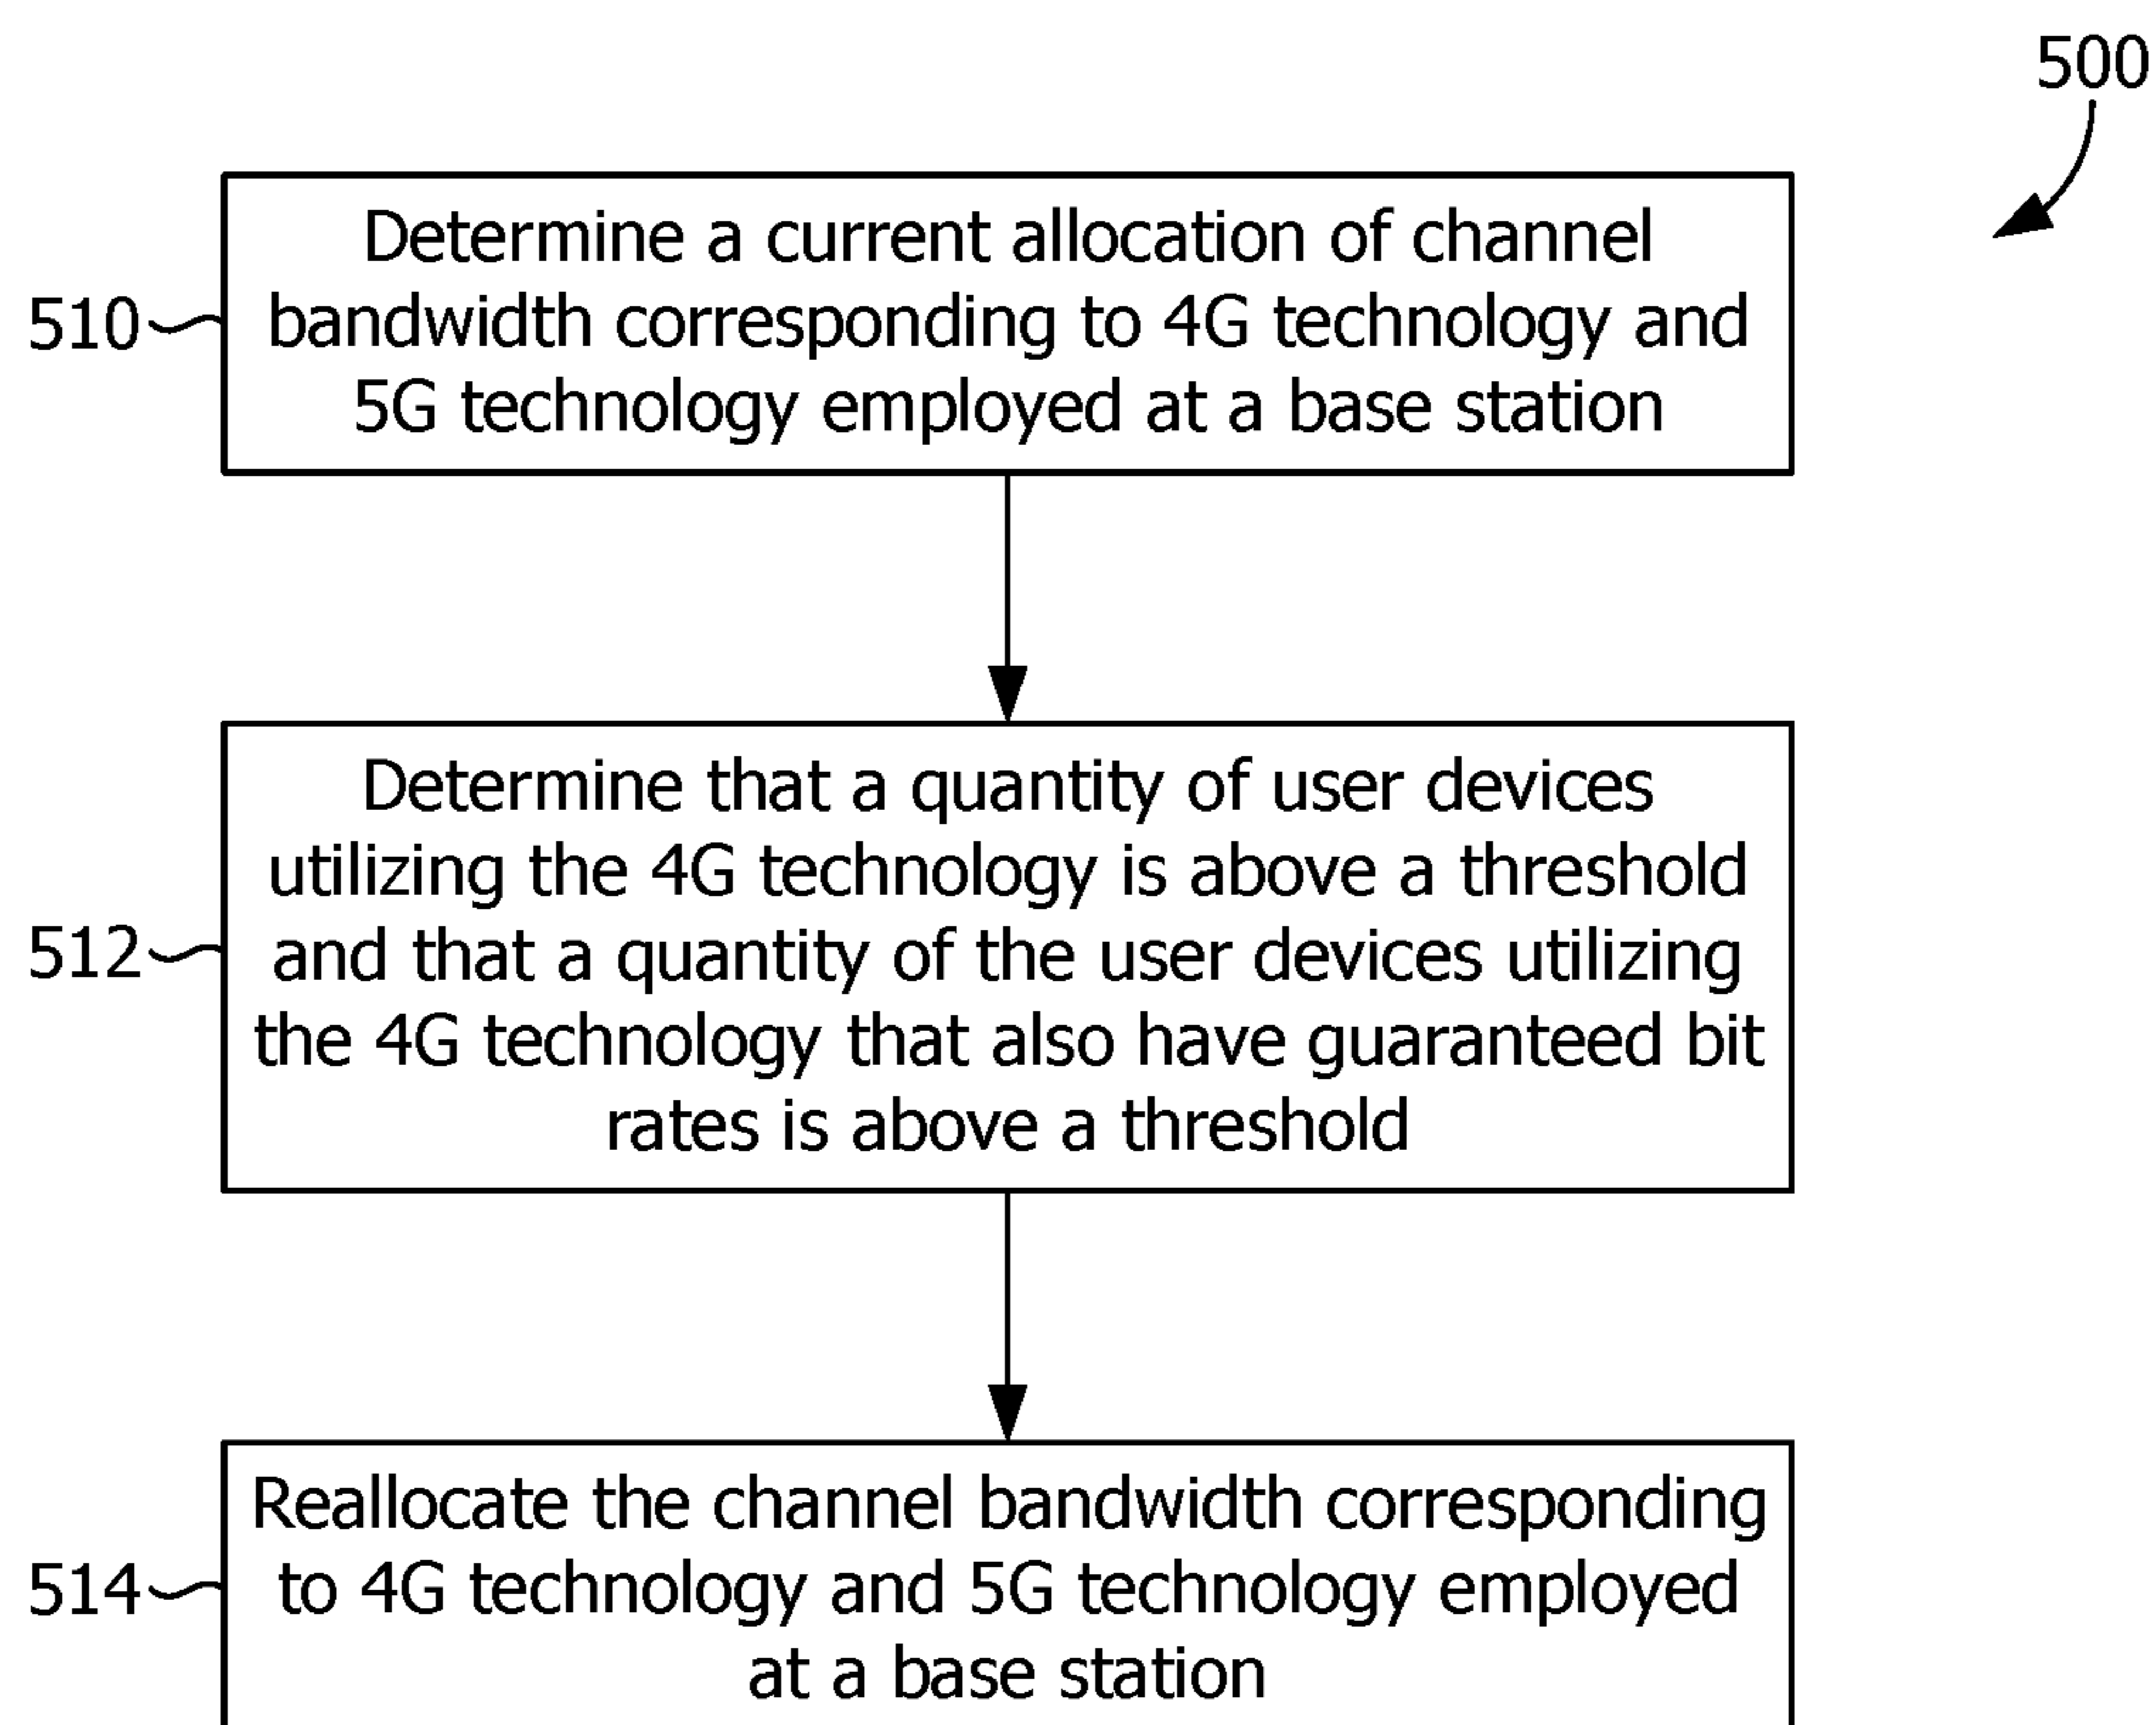 500
Determine a current allocation of channel
bandwidth corresponding to 4G technology and
5G technology employed at a base station
510
Determine that a quantity of user devices
utilizing the 4G technology is above a threshold
and that a quantity of the user devices utilizing
the 4G technology that also have guaranteed bit
rates is above a threshold
512
Reallocate the channel bandwidth corresponding
to 4G technology and 5G technology employed
at a base station
514